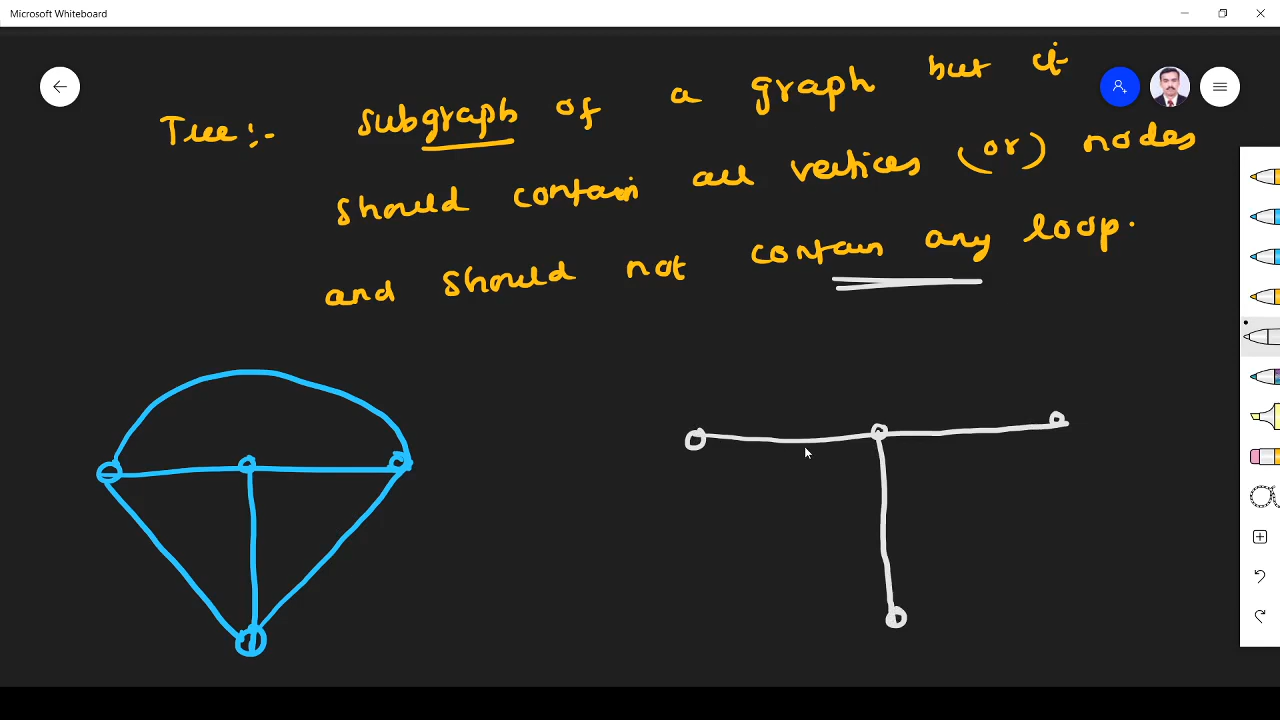 Microsoft Whiteboard
Tree :- Subgraph of a graph but it
should contain all vertices (or) nodes
and should not contain any loop.